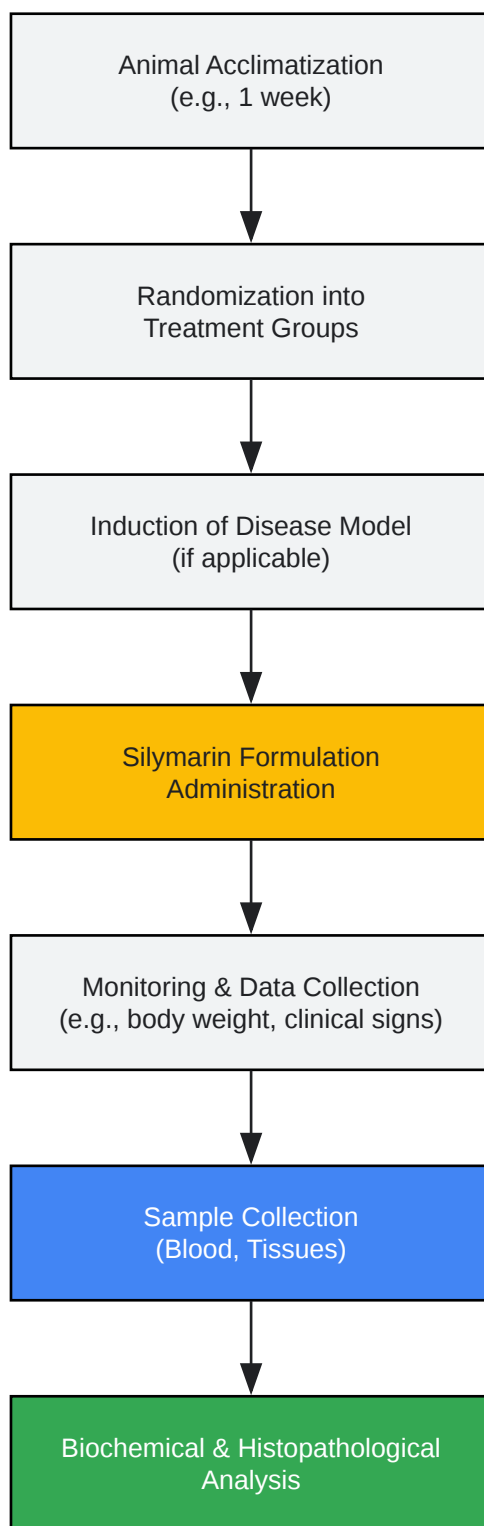 Animal Acclimatization
(e.g., 1 week)
Randomization into
Treatment Groups
Induction of Disease Model
(if applicable)
Silymarin Formulation
Administration
Monitoring & Data Collection
(e.g., body weight, clinical signs)
Sample Collection
(Blood, Tissues)
Biochemical & Histopathological
Analysis